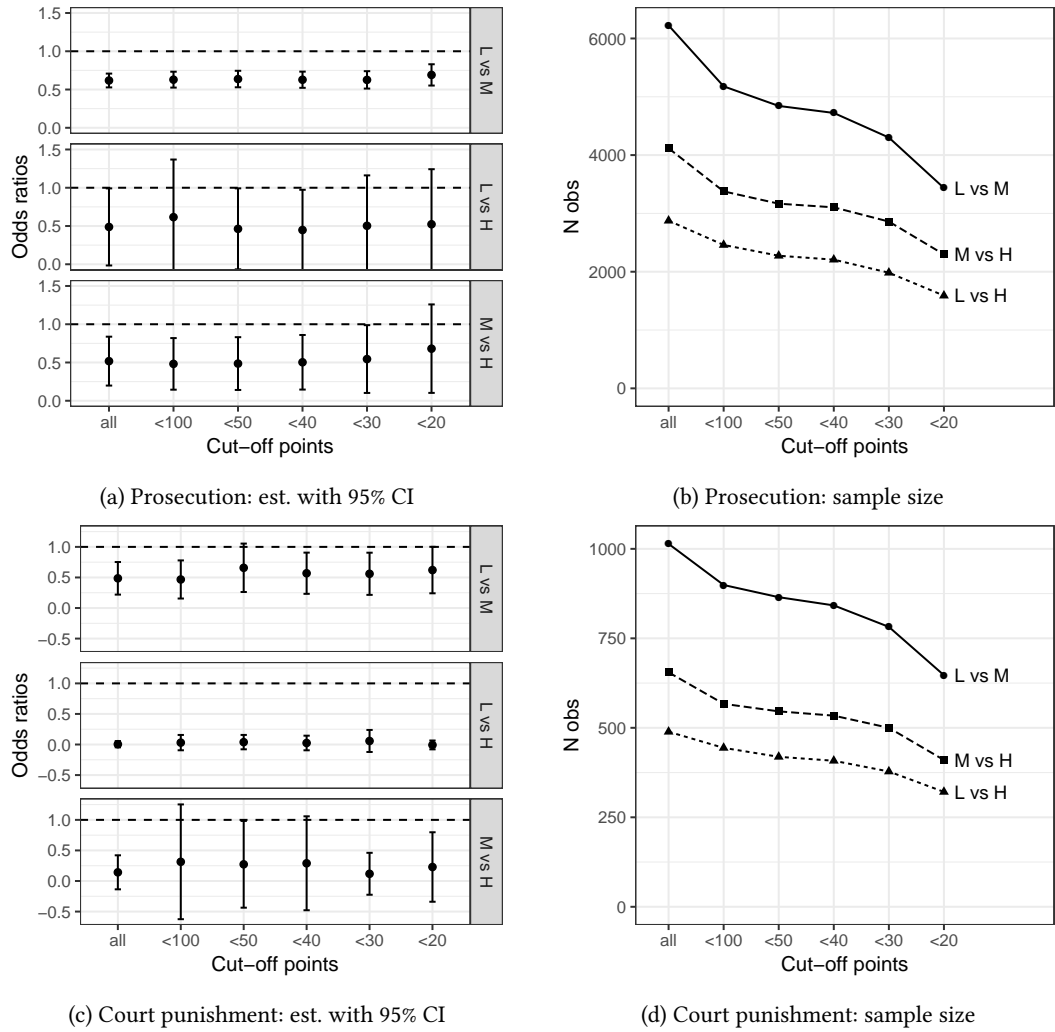 1.5
1.0
0.5
0.0
L vs M
1.5
1.0
0.5
0.0
L vs H
1.5
1.0
0.5
0.0
M vs H
Odds ratios
all <100 <50 <40 <30 <20
Cut−off points
(a) Prosecution: est. with 95% CI
6000
4000
2000
0
N obs
L vs M
M vs H
L vs H
all <100 <50 <40 <30 <20
Cut−off points
(b) Prosecution: sample size
1.0
0.5
0.0
−0.5
L vs M
1.0
0.5
0.0
−0.5
L vs H
1.0
0.5
0.0
−0.5
M vs H
Odds ratios
all <100 <50 <40 <30 <20
Cut−off points
(c) Court punishment: est. with 95% CI
1000
750
500
250
0
N obs
L vs M
M vs H
L vs H
all <100 <50 <40 <30 <20
Cut−off points
(d) Court punishment: sample size